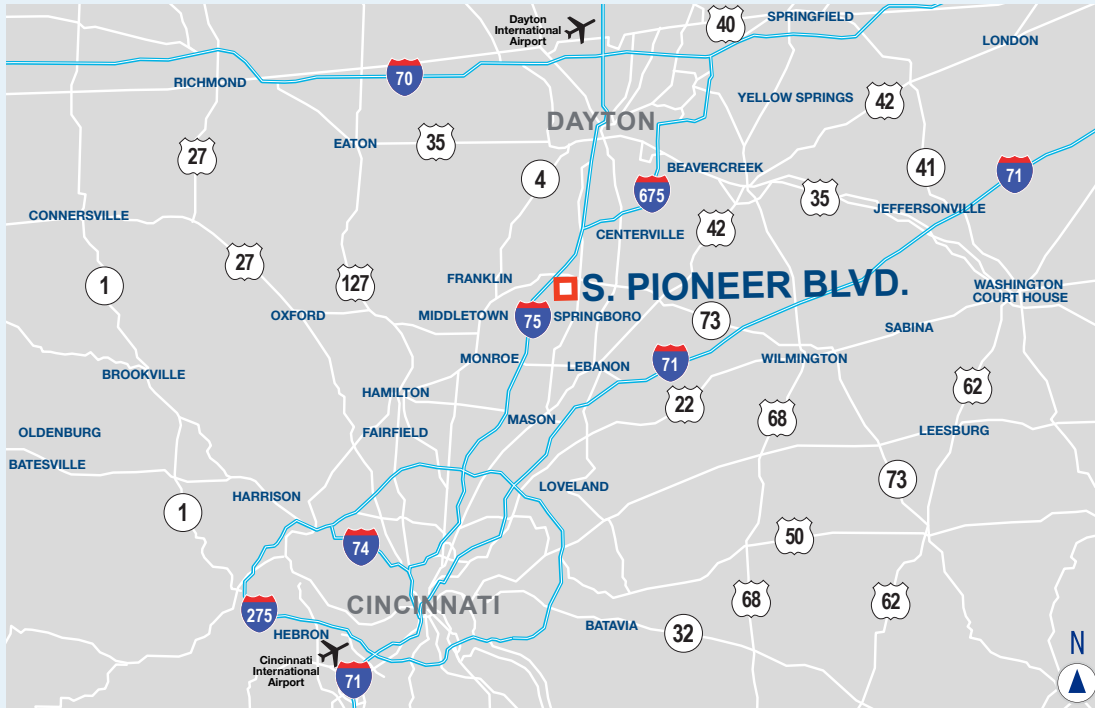 Dayton
International
Airport
40
SPRINGFIELD
LONDON
RICHMOND
70
YELLOW SPRINGS
42
DAYTON
EATON
35
27
4
BEAVERCREEK
41
71
675
35
JEFFERSONVILLE
CONNERSVILLE
CENTERVILLE
42
27
1
127
FRANKLIN
S. PIONEER BLVD.
WASHINGTON
COURT HOUSE
OXFORD
MIDDLETOWN
75
SPRINGBORO
73
SABINA
MONROE
LEBANON
71
WILMINGTON
BROOKVILLE
HAMILTON
22
62
MASON
68
OLDENBURG
FAIRFIELD
LEESBURG
BATESVILLE
HARRISON
LOVELAND
73
1
74
50
CINCINNATI
68
62
275
HEBRON
BATAVIA
32
Cincinnati
International
Airport
71
N